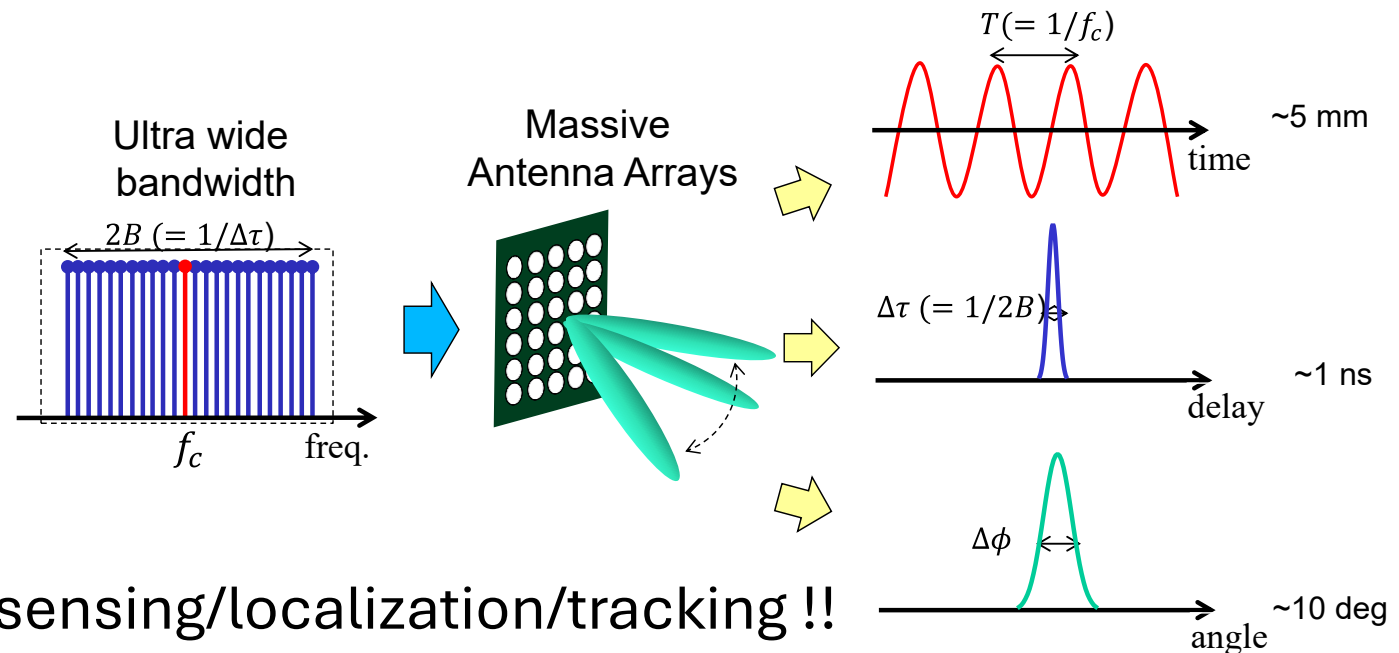 Ultra wide
bandwidth
2B (= 1/Δτ)
f_c
freq.
Massive
Antenna Arrays
T(= 1/f_c)
time
~5 mm
Δτ (= 1/2B)
delay
~1 ns
Δϕ
angle
~10 deg
sensing/localization/tracking !!